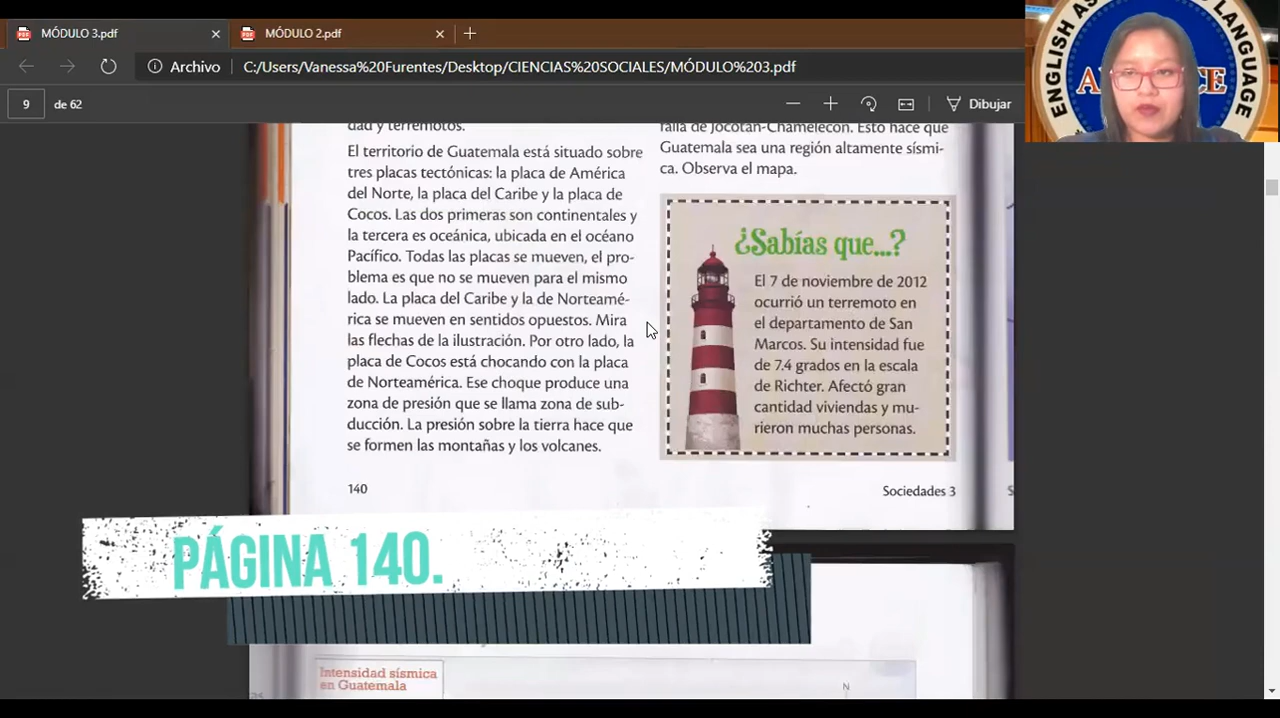 MÓDULO 3.pdf
MÓDULO 2.pdf
Archivo
C:/Users/Vanessa%20Furentes/Desktop/CIENCIAS%20SOCIALES/MÓDULO%203.pdf
9 de 62
Dibujar
ENGLISH AS
LANGUAGE
dad y terremotos.
El territorio de Guatemala está situado sobre
tres placas tectónicas: la placa de América
del Norte, la placa del Caribe y la placa de
Cocos. Las dos primeras son continentales y
la tercera es oceánica, ubicada en el océano
Pacífico. Todas las placas se mueven, el pro-
blema es que no se mueven para el mismo
lado. La placa del Caribe y la de Norteamé-
rica se mueven en sentidos opuestos. Mira
las flechas de la ilustración. Por otro lado, la
placa de Cocos está chocando con la placa
de Norteamérica. Ese choque produce una
zona de presión que se llama zona de sub-
ducción. La presión sobre la tierra hace que
se formen las montañas y los volcanes.
140
falla de Jocotán-Chamelecón. Esto hace que
Guatemala sea una región altamente sísmi-
ca. Observa el mapa.
¿Sabías que...?
El 7 de noviembre de 2012
ocurrió un terremoto en
el departamento de San
Marcos. Su intensidad fue
de 7.4 grados en la escala
de Richter. Afectó gran
cantidad viviendas y mu-
rieron muchas personas.
Sociedades 3
PÁGINA 140.
Intensidad sísmica
en Guatemala
N